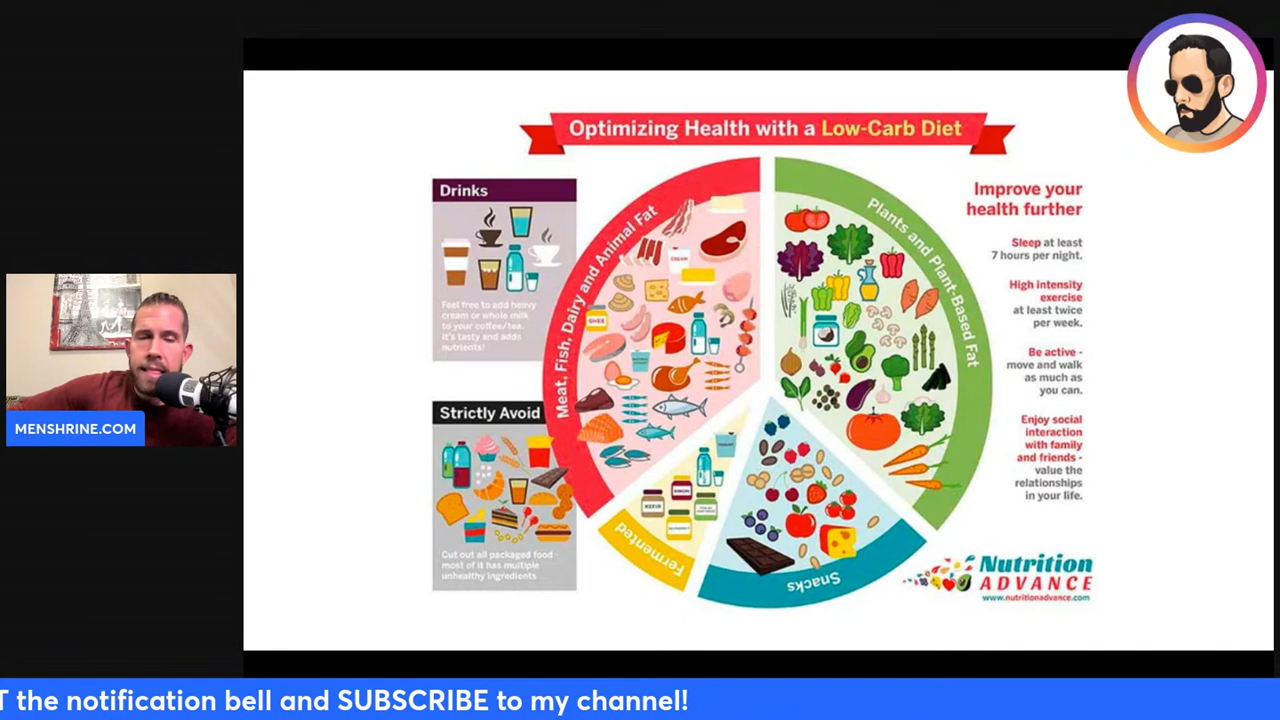 Optimizing Health with a Low-Carb Diet
Drinks
Feel free to add heavy
cream or whole milk
to your coffee/tea.
It's tasty and adds
nutrients!
Strictly Avoid
Cut out all packaged food -
most of it has multiple
unhealthy ingredients
Meat, Fish, Dairy and Animal Fat
CREAM
GHEE
Plants and Plant-Based Fat
Fermented
KEFIR
Snacks
Improve your
health further
Sleep at least
7 hours per night.
High intensity
exercise
at least twice
per week.
Be active -
move and walk
as much as
you can.
Enjoy social
interaction
with family
and friends -
value the
relationships
in your life.
Nutrition
ADVANCE
www.nutritionadvance.com
MENSHRINE.COM
T the notification bell and SUBSCRIBE to my channel!